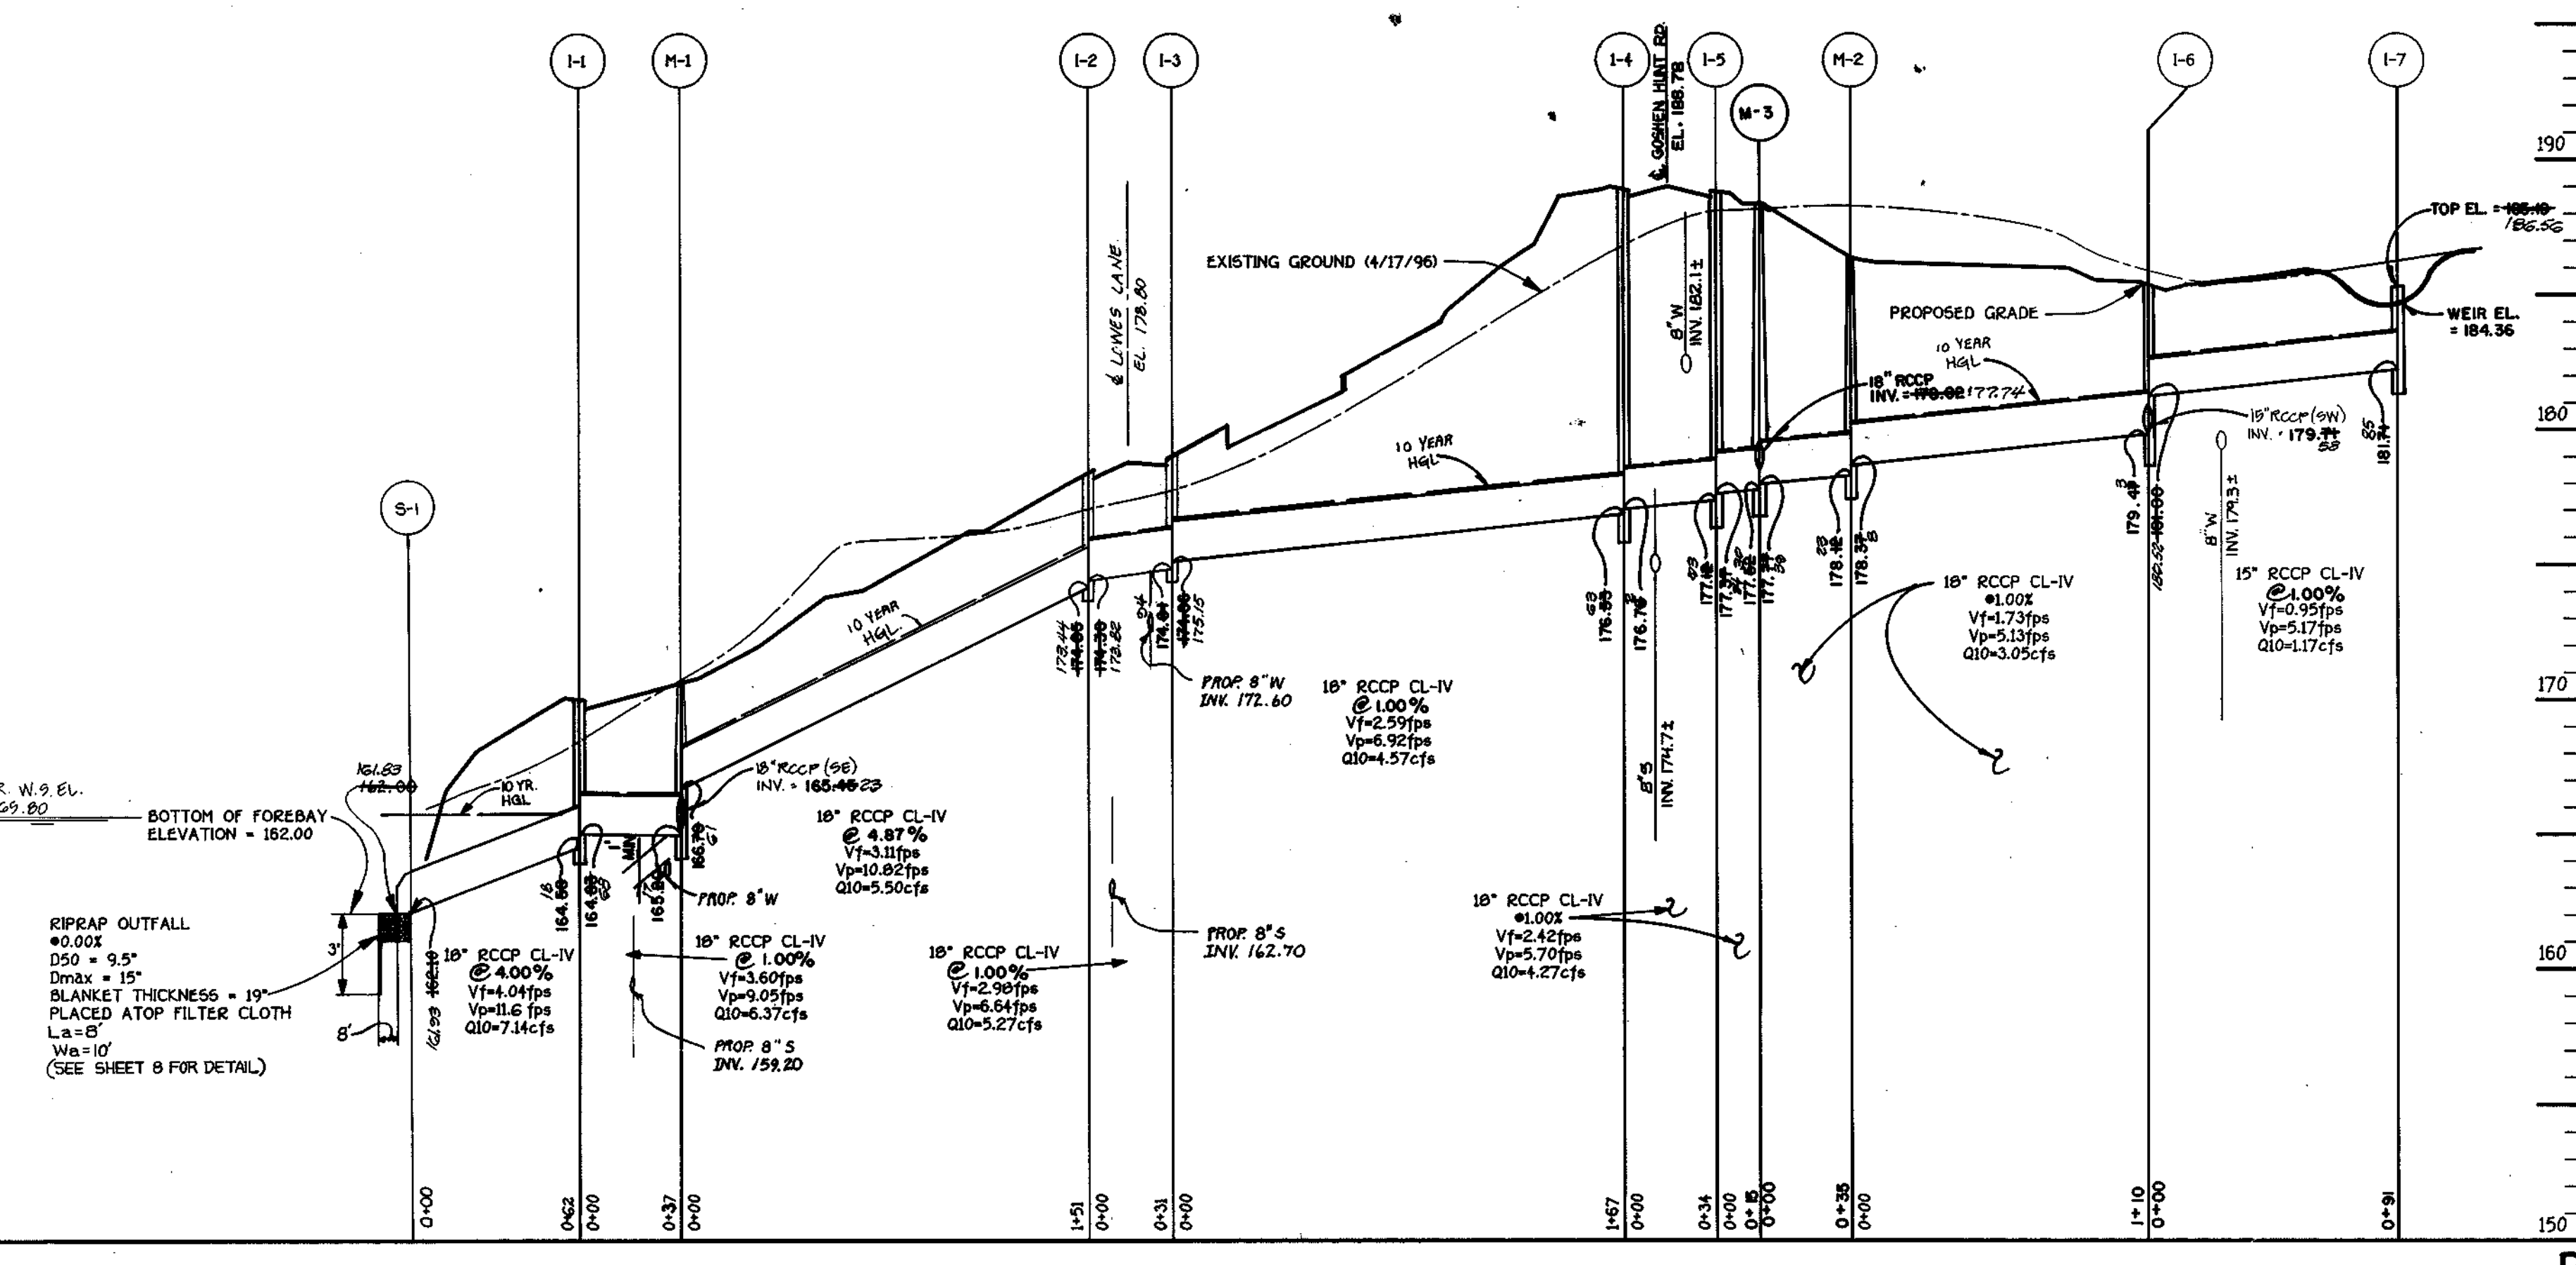 I-1
M-1
I-2
I-3
1-4
I-5
M-3
M-2
I-6
I-7
S-1
℄ GOSHEN HUNT RD.
EL. 188.78
190
180
170
160
150
TOP EL. = 
186.56
WEIR EL.
= 184.36
EXISTING GROUND (4/17/96)
PROPOSED GRADE
10 YEAR
HGL
18" RCCP
INV. = 177.74
℄ LOWES LANE
EL. 178.80
8" W
INV. 182.1±
10 YEAR
HGL
15" RCCP (SW)
INV. 179.
58
8" W
INV. 179.3±
10 YEAR
HGL.
10 YR.
HGL
W.S. EL.
BOTTOM OF FOREBAY
ELEVATION = 162.00
161.83
162.00
18" RCCP (SE)
INV. = 165. 23
PROP. 8" W
INV. 172.60
8" S
INV. 174.7±
173.44
173.82
175.15
180.52
18" RCCP CL-IV
@ 4.87%
Vf=3.11fps
Vp=10.82fps
Q10=5.50cfs
18" RCCP CL-IV
@ 1.00%
Vf=2.59fps
Vp=6.92fps
Q10=4.57cfs
18" RCCP CL-IV
@1.00%
Vf=1.73fps
Vp=5.13fps
Q10=3.05cfs
15" RCCP CL-IV
@ 1.00%
Vf=0.95fps
Vp=5.17fps
Q10=1.17cfs
1' MIN
PROP. 8" W
RIPRAP OUTFALL
@0.00%
D50 = 9.5"
Dmax = 15"
BLANKET THICKNESS = 19"
PLACED ATOP FILTER CLOTH
La=8'
Wa=10'
(SEE SHEET 8 FOR DETAIL)
3'
8'
161.93 162.10
18" RCCP CL-IV
@ 4.00%
Vf=4.04fps
Vp=11.6 fps
Q10=7.14cfs
18" RCCP CL-IV
@ 1.00%
Vf=3.60fps
Vp=9.05fps
Q10=6.37cfs
PROP. 8" S
INV. 159.20
18" RCCP CL-IV
@ 1.00%
Vf=2.98fps
Vp=6.64fps
Q10=5.27cfs
PROP. 8" S
INV. 162.70
18" RCCP CL-IV
@1.00%
Vf=2.42fps
Vp=5.70fps
Q10=4.27cfs
0+00
0+62
0+00
0+37
0+00
1+51
0+00
0+31
0+00
1+67
0+00
0+34
0+00
0+15
0+00
0+35
0+00
1+10
0+00
0+91